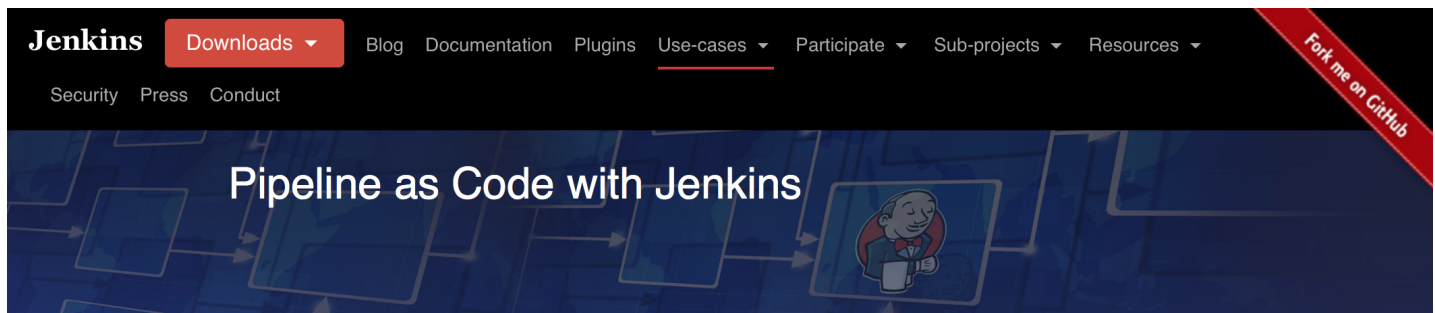 Jenkins Downloads Blog Documentation Plugins Use-cases Participate Sub-projects Resources
Fork me on GitHub
Security Press Conduct
Pipeline as Code with Jenkins